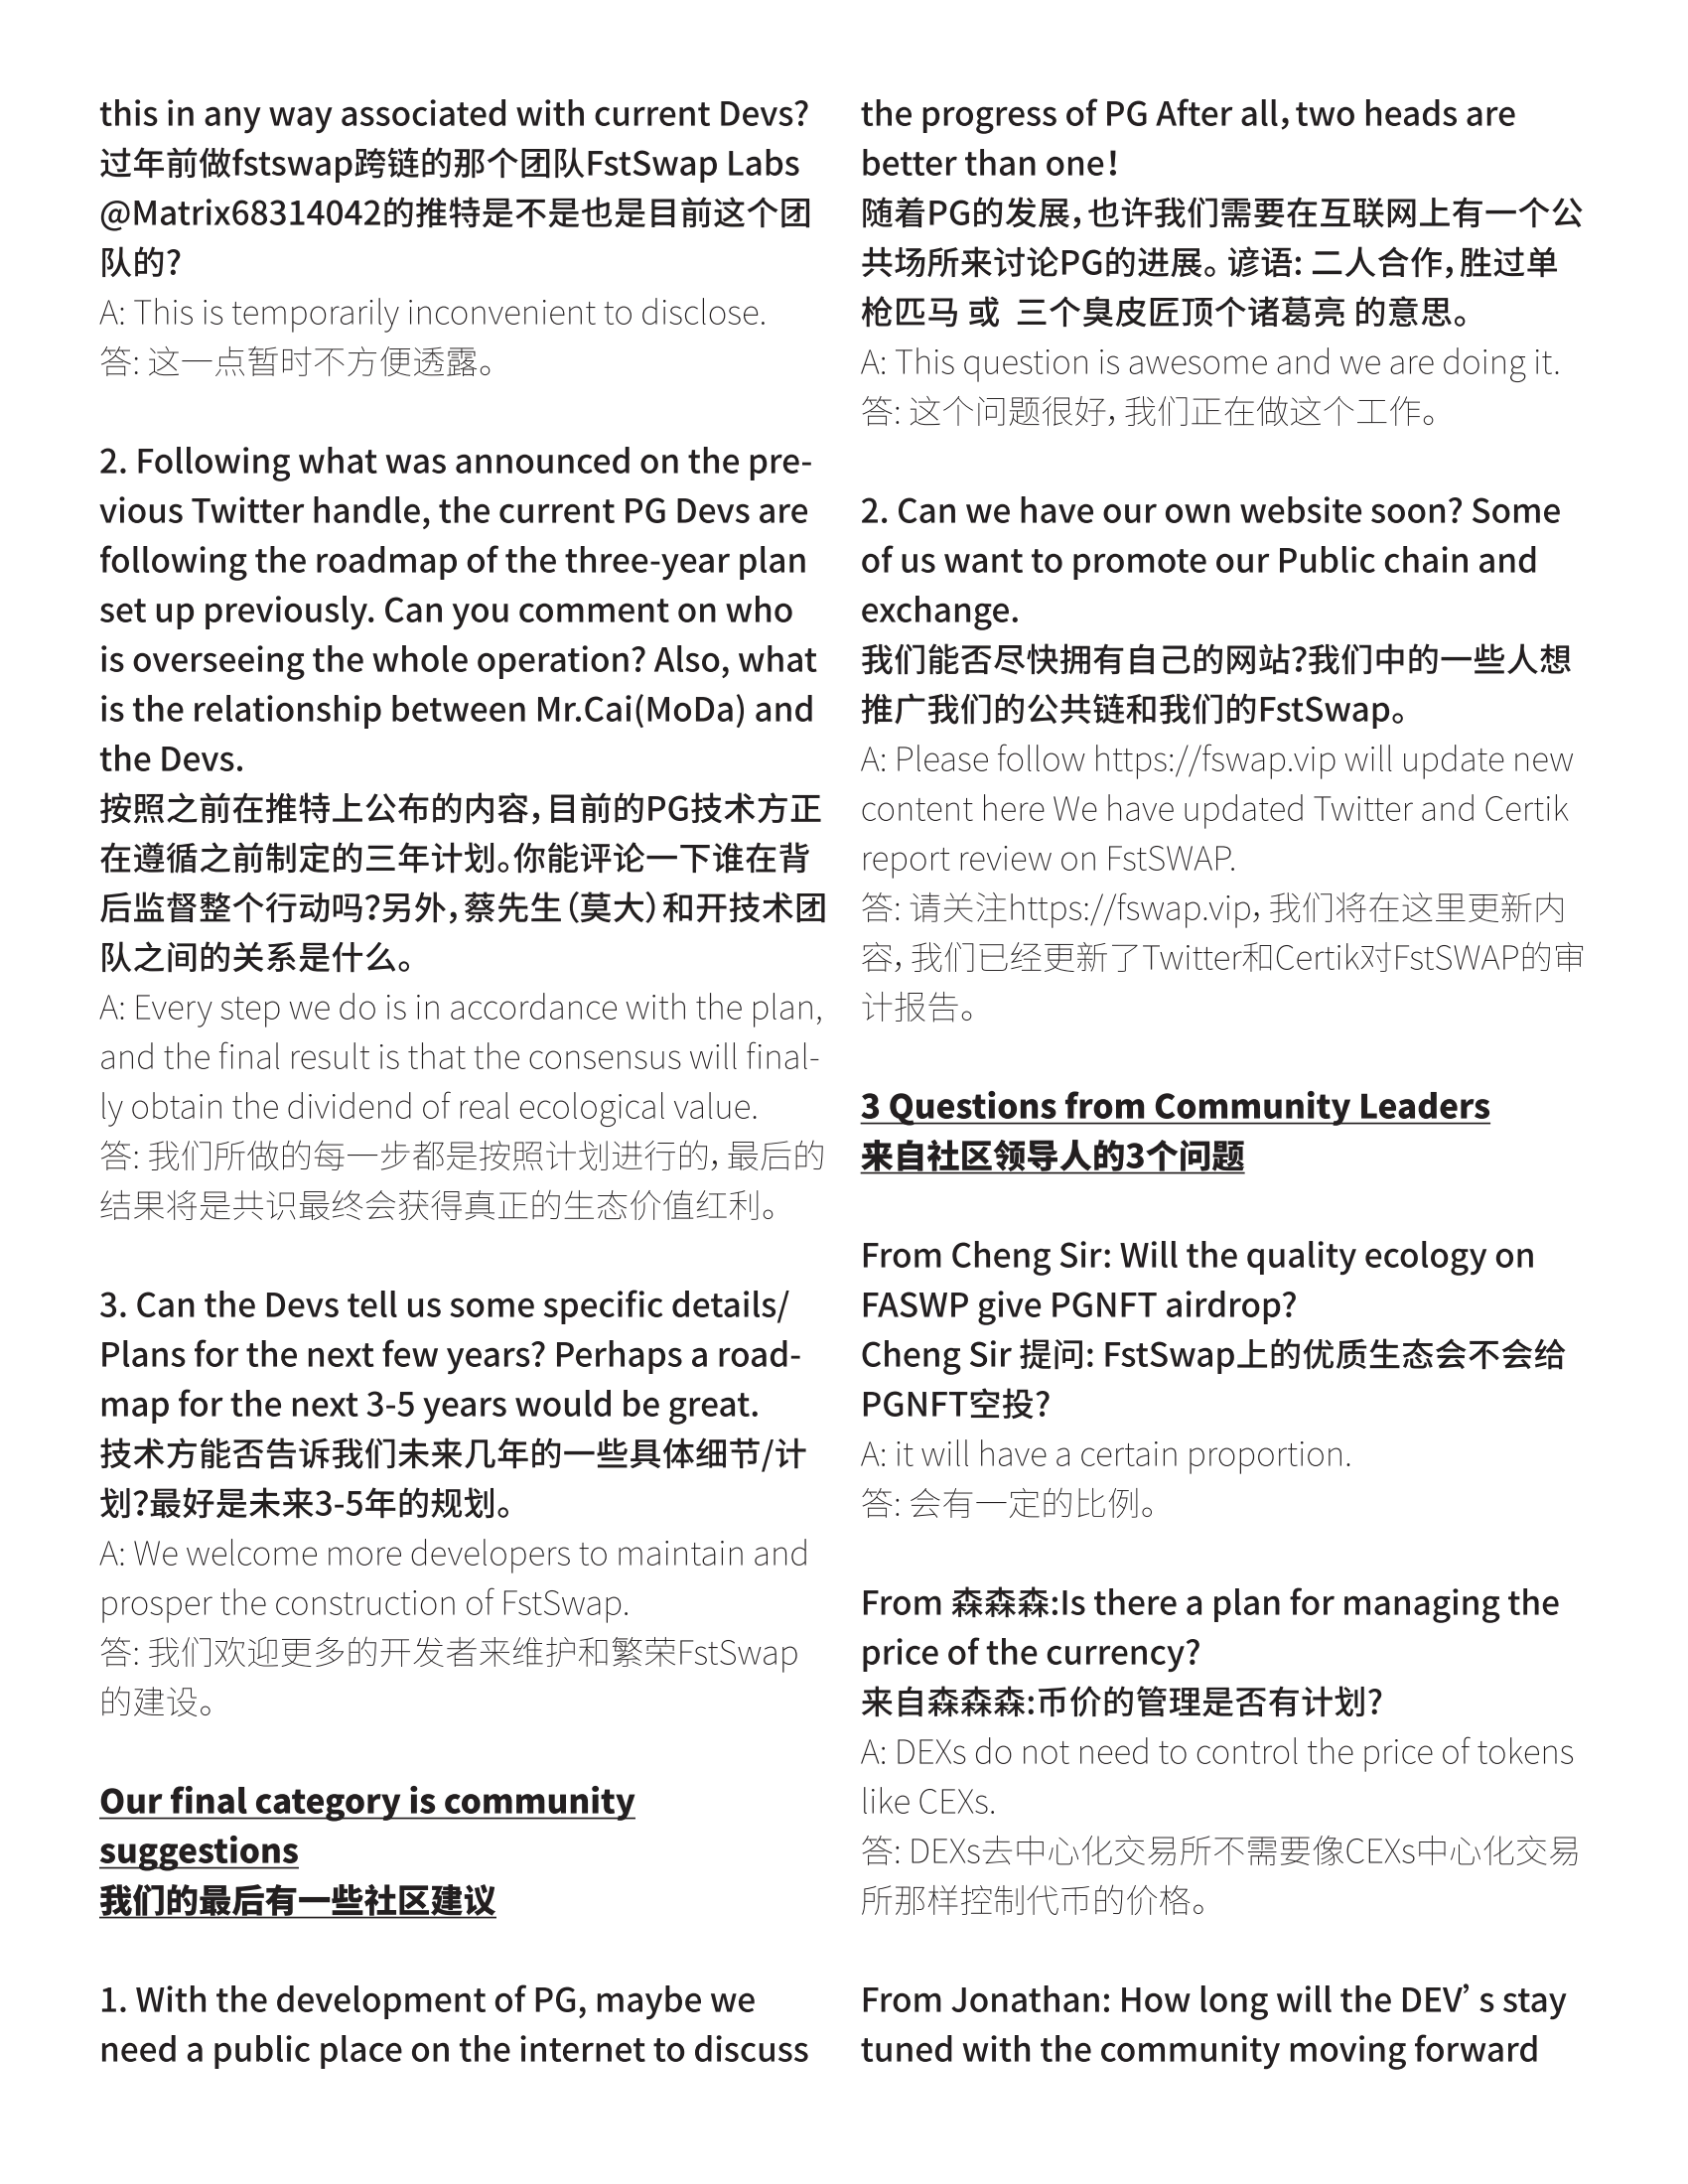 this in any way associated with current Devs?
过年前做fstswap跨链的那个团队FstSwap Labs
@Matrix68314042的推特是不是也是目前这个团
队的?
A: This is temporarily inconvenient to disclose.
答: 这一点暂时不方便透露。
2. Following what was announced on the pre-
vious Twitter handle, the current PG Devs are
following the roadmap of the three-year plan
set up previously. Can you comment on who
is overseeing the whole operation? Also, what
is the relationship between Mr.Cai(MoDa) and
the Devs.
按照之前在推特上公布的内容，目前的PG技术方正
在遵循之前制定的三年计划。你能评论一下谁在背
后监督整个行动吗？另外，蔡先生（莫大）和开技术团
队之间的关系是什么。
A: Every step we do is in accordance with the plan,
and the final result is that the consensus will final-
ly obtain the dividend of real ecological value.
答: 我们所做的每一步都是按照计划进行的，最后的
结果将是共识最终会获得真正的生态价值红利。
3. Can the Devs tell us some specific details/
Plans for the next few years? Perhaps a road-
map for the next 3-5 years would be great.
技术方能否告诉我们未来几年的一些具体细节/计
划？最好是未来3-5年的规划。
A: We welcome more developers to maintain and
prosper the construction of FstSwap.
答: 我们欢迎更多的开发者来维护和繁荣FstSwap
的建设。
Our final category is community
suggestions
我们的最后有一些社区建议
1. With the development of PG, maybe we
need a public place on the internet to discuss
the progress of PG After all，two heads are
better than one！
随着PG的发展，也许我们需要在互联网上有一个公
共场所来讨论PG的进展。谚语: 二人合作，胜过单
枪匹马 或 三个臭皮匠顶个诸葛亮 的意思。
A: This question is awesome and we are doing it.
答: 这个问题很好，我们正在做这个工作。
2. Can we have our own website soon? Some
of us want to promote our Public chain and
exchange.
我们能否尽快拥有自己的网站？我们中的一些人想
推广我们的公共链和我们的FstSwap。
A: Please follow https://fswap.vip will update new
content here We have updated Twitter and Certik
report review on FstSWAP.
答: 请关注https://fswap.vip，我们将在这里更新内
容，我们已经更新了Twitter和Certik对FstSWAP的审
计报告。
3 Questions from Community Leaders
来自社区领导人的3个问题
From Cheng Sir: Will the quality ecology on
FASWP give PGNFT airdrop?
Cheng Sir 提问: FstSwap上的优质生态会不会给
PGNFT空投?
A: it will have a certain proportion.
答: 会有一定的比例。
From 森森森:Is there a plan for managing the
price of the currency?
来自森森森:币价的管理是否有计划?
A: DEXs do not need to control the price of tokens
like CEXs.
答: DEXs去中心化交易所不需要像CEXs中心化交易
所那样控制代币的价格。
From Jonathan: How long will the DEV’ s stay
tuned with the community moving forward